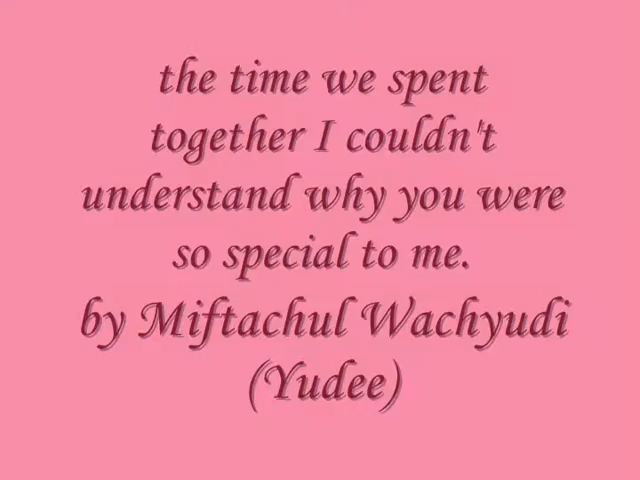 the time we spent
together I couldn't
understand why you were
so special to me.
by Miftachul Wachyudi
(Yudee)